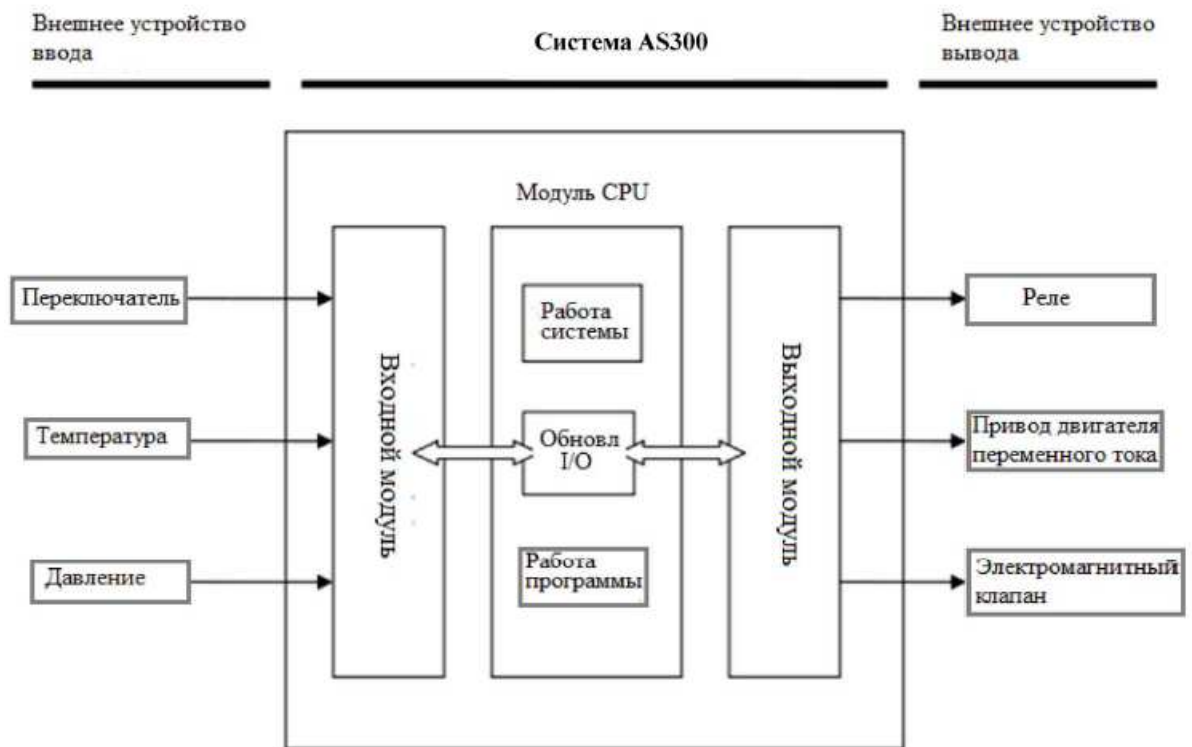 Внешнее устройство
ввода
Система AS300
Внешнее устройство
вывода
Модуль CPU
Переключатель
Температура
Давление
Входной модуль
Работа
системы
Обновл
I/O
Работа
программы
Выходной модуль
Реле
Привод двигателя
переменного тока
Электромагнитный
клапан